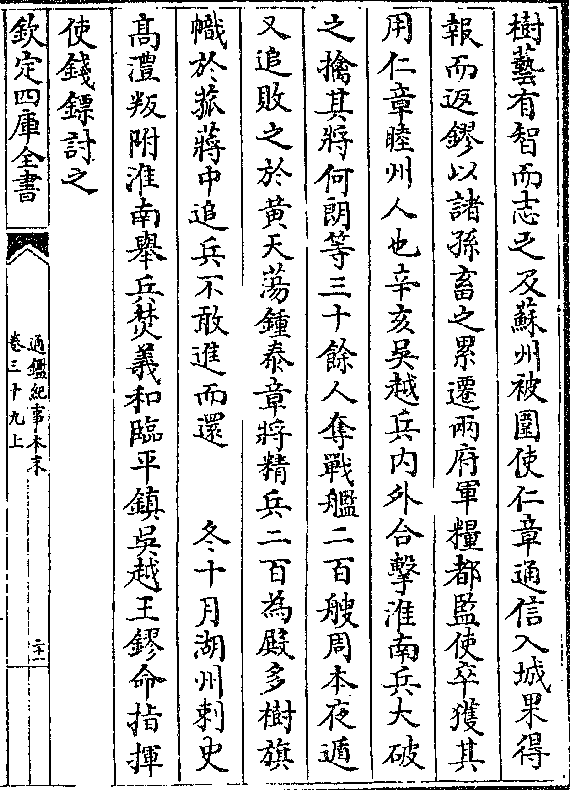 樹藝有智而志之及蘇州被圍使仁章通信入城果得
報而返鏐以諸孫畜之累遷兩府軍糧都監使卒獲其
用仁章睦州人也辛亥吳越兵内外合擊淮南兵大破
之擒其將何朗等三十餘人奪戰艦二百艘周本夜遁
又追敗之於黃天蕩鍾泰章將精兵二百為殿多樹旗
幟於菰蔣中追兵不敢進而還　冬十月湖州刺史
高澧叛附淮南舉兵焚義和臨平鎮吳越王鏐命指揮
使錢鏢討之
欽定四庫全書
通鑑紀事本末
卷三十九上
二十一